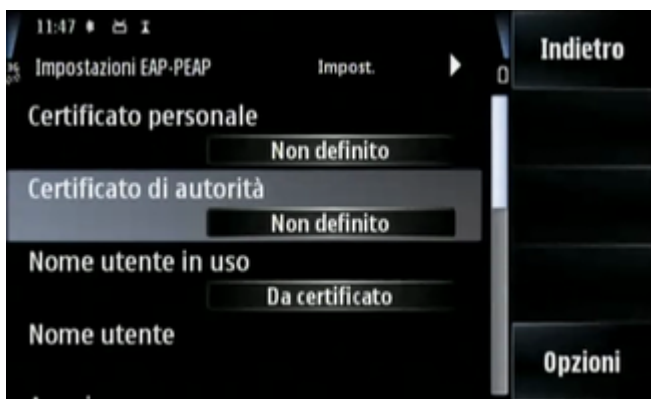 11:47
Impostazioni EAP-PEAP
Impost.
Indietro
Certificato personale
Non definito
Certificato di autorità
Non definito
Nome utente in uso
Da certificato
Nome utente
Opzioni